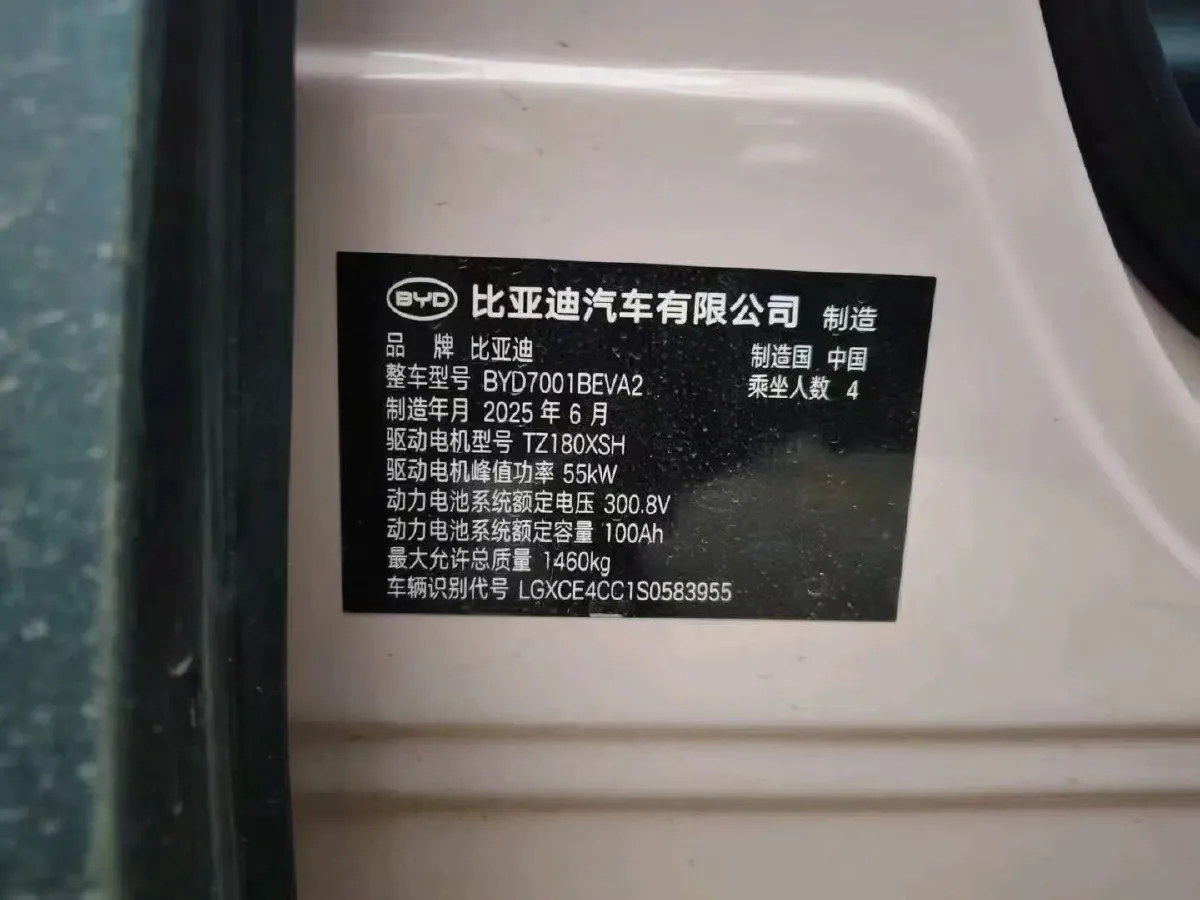 BYD 比亚迪汽车有限公司 制造
品 牌 比亚迪 制造国 中国
整车型号 BYD7001BEVA2 乘坐人数 4
制造年月 2025 年 6 月
驱动电机型号 TZ180XSH
驱动电机峰值功率 55kW
动力电池系统额定电压 300.8V
动力电池系统额定容量 100Ah
最大允许总质量 1460kg
车辆识别代号 LGXCE4CC1S0583955